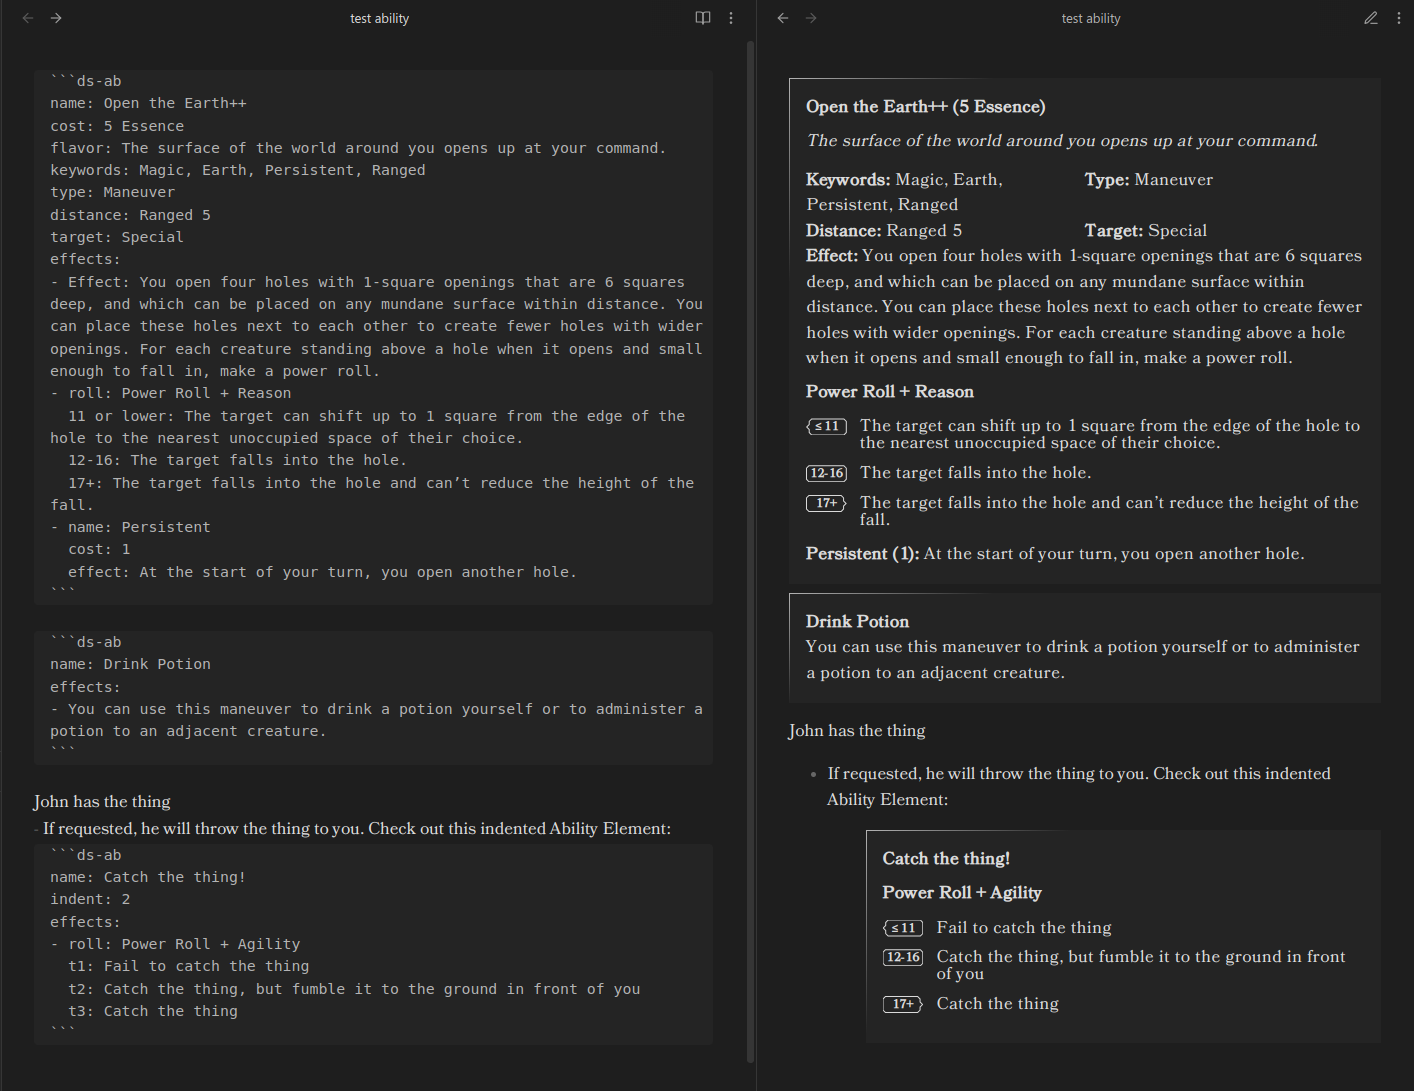 test ability
```ds-ab
name: Open the Earth++
cost: 5 Essence
flavor: The surface of the world around you opens up at your command.
keywords: Magic, Earth, Persistent, Ranged
type: Maneuver
distance: Ranged 5
target: Special
effects:
- Effect: You open four holes with 1-square openings that are 6 squares
deep, and which can be placed on any mundane surface within distance. You
can place these holes next to each other to create fewer holes with wider
openings. For each creature standing above a hole when it opens and small
enough to fall in, make a power roll.
- roll: Power Roll + Reason
11 or lower: The target can shift up to 1 square from the edge of the
hole to the nearest unoccupied space of their choice.
12-16: The target falls into the hole.
17+: The target falls into the hole and can’t reduce the height of the
fall.
- name: Persistent
cost: 1
effect: At the start of your turn, you open another hole.
```
```ds-ab
name: Drink Potion
effects:
- You can use this maneuver to drink a potion yourself or to administer a
potion to an adjacent creature.
```
John has the thing
- If requested, he will throw the thing to you. Check out this indented Ability Element:
```ds-ab
name: Catch the thing!
indent: 2
effects:
- roll: Power Roll + Agility
t1: Fail to catch the thing
t2: Catch the thing, but fumble it to the ground in front of you
t3: Catch the thing
```
test ability
Open the Earth++ (5 Essence)
The surface of the world around you opens up at your command.
Keywords: Magic, Earth,
Persistent, Ranged
Type: Maneuver
Distance: Ranged 5
Target: Special
Effect: You open four holes with 1-square openings that are 6 squares
deep, and which can be placed on any mundane surface within
distance. You can place these holes next to each other to create fewer
holes with wider openings. For each creature standing above a hole
when it opens and small enough to fall in, make a power roll.
Power Roll + Reason
≤11 The target can shift up to 1 square from the edge of the hole to
the nearest unoccupied space of their choice.
12-16 The target falls into the hole.
17+ The target falls into the hole and can’t reduce the height of the
fall.
Persistent (1): At the start of your turn, you open another hole.
Drink Potion
You can use this maneuver to drink a potion yourself or to administer
a potion to an adjacent creature.
John has the thing
• If requested, he will throw the thing to you. Check out this indented
Ability Element:
Catch the thing!
Power Roll + Agility
≤11 Fail to catch the thing
12-16 Catch the thing, but fumble it to the ground in front
of you
17+ Catch the thing